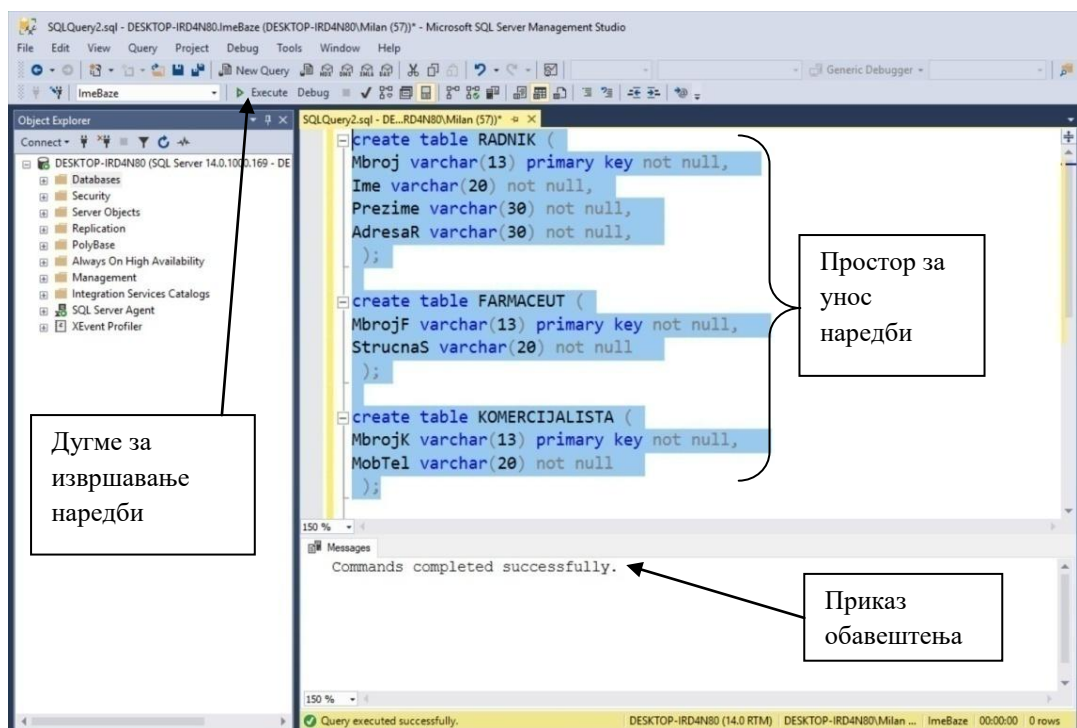 SQLQuery2.sql - DESKTOP-IRD4N80.ImeBaze (DESKTOP-IRD4N80\Milan (57))* - Microsoft SQL Server Management Studio
File Edit View Query Project Debug Tools Window Help
New Query
Generic Debugger
ImeBaze Execute Debug
Object Explorer
Connect
DESKTOP-IRD4N80 (SQL Server 14.0.1000.169 - DE
Databases
Security
Server Objects
Replication
PolyBase
Always On High Availability
Management
Integration Services Catalogs
SQL Server Agent
XEvent Profiler
SQLQuery2.sql - DE...RD4N80\Milan (57))*
create table RADNIK (
Mbroj varchar(13) primary key not null,
Ime varchar(20) not null,
Prezime varchar(30) not null,
AdresaR varchar(30) not null,
);
create table FARMACEUT (
MbrojF varchar(13) primary key not null,
StrucnaS varchar(20) not null
);
create table KOMERCIJALISTA (
MbrojK varchar(13) primary key not null,
MobTel varchar(20) not null
);
Простор за
унос
наредби
Дугме за
извршавање
наредби
150 %
Messages
Commands completed successfully.
Приказ
обавештења
150 %
Query executed successfully. DESKTOP-IRD4N80 (14.0 RTM) DESKTOP-IRD4N80\Milan ... ImeBaze 00:00:00 0 rows